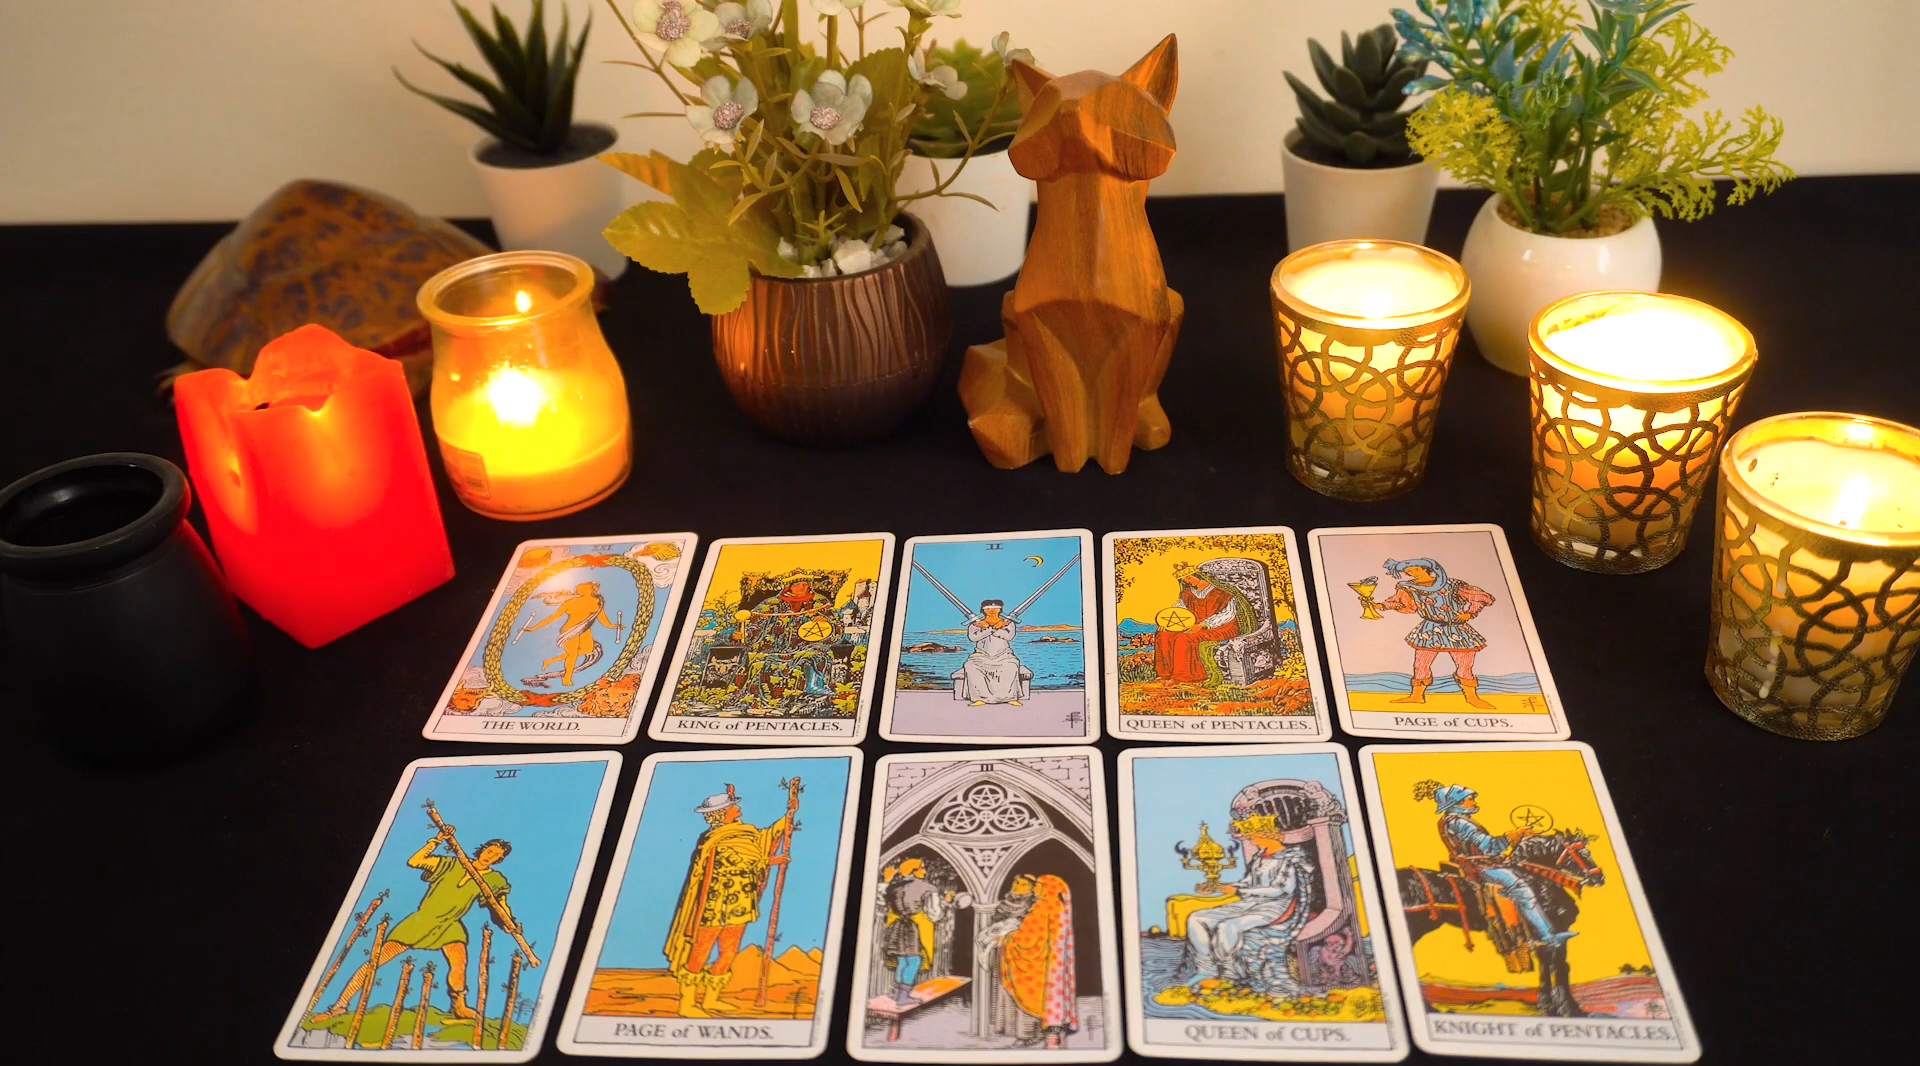 XXI
THE WORLD.
KING of PENTACLES.
II
QUEEN of PENTACLES.
PAGE of CUPS.
VII
PAGE of WANDS.
III
QUEEN of CUPS.
KNIGHT of PENTACLES.